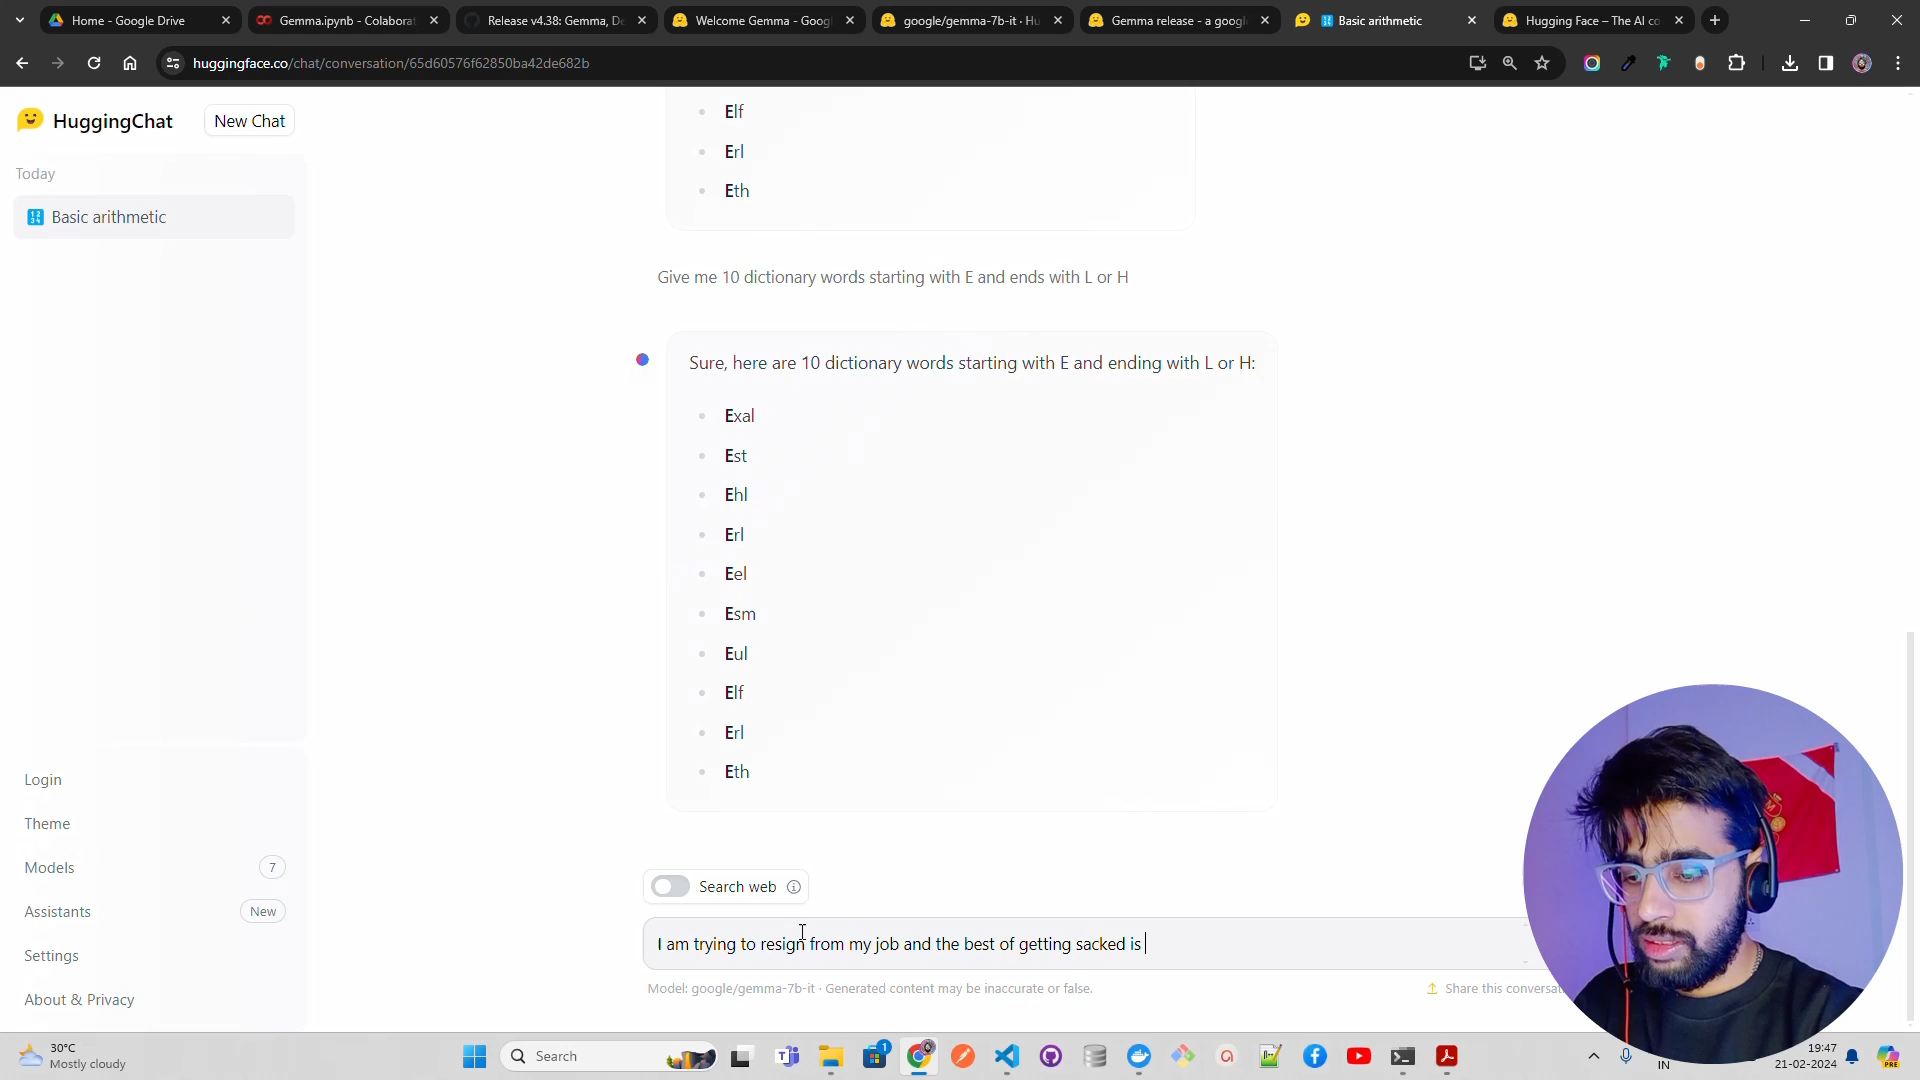 Home - Google Drive
Gemma.ipynb - Colaborat
Release v4.38: Gemma, De
Welcome Gemma - Googl
google/gemma-7b-it · Hu
Gemma release - a googl
Basic arithmetic
Hugging Face – The AI co
huggingface.co/chat/conversation/65d60576f62850ba42de682b
HuggingChat
New Chat
Today
Basic arithmetic
Login
Theme
Models
7
Assistants
New
Settings
About & Privacy
Elf
Erl
Eth
Give me 10 dictionary words starting with E and ends with L or H
Sure, here are 10 dictionary words starting with E and ending with L or H:
Exal
Est
Ehl
Erl
Eel
Esm
Eul
Elf
Erl
Eth
Search web
I am trying to resign from my job and the best of getting sacked is
Model: google/gemma-7b-it · Generated content may be inaccurate or false.
Share this conversat
30°C
Mostly cloudy
Search
1
IN
19:47
21-02-2024
PRE